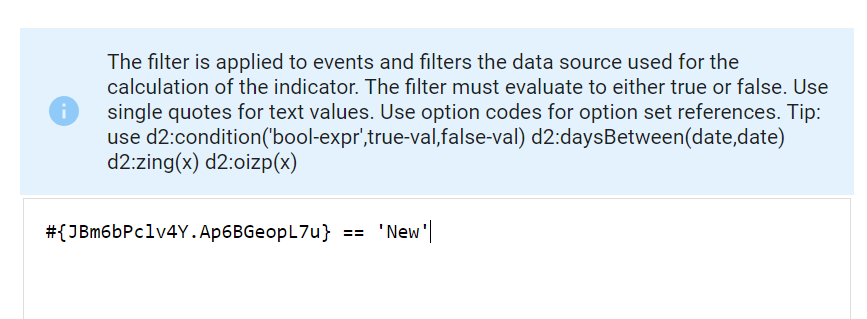 The filter is applied to events and filters the data source used for the
calculation of the indicator. The filter must evaluate to either true or false. Use
single quotes for text values. Use option codes for option set references. Tip:
use d2:condition('bool-expr',true-val,false-val) d2:daysBetween(date,date)
d2:zing(x) d2:oizp(x)
#{JBm6bPclv4Y.Ap6BGeopL7u} == 'New'